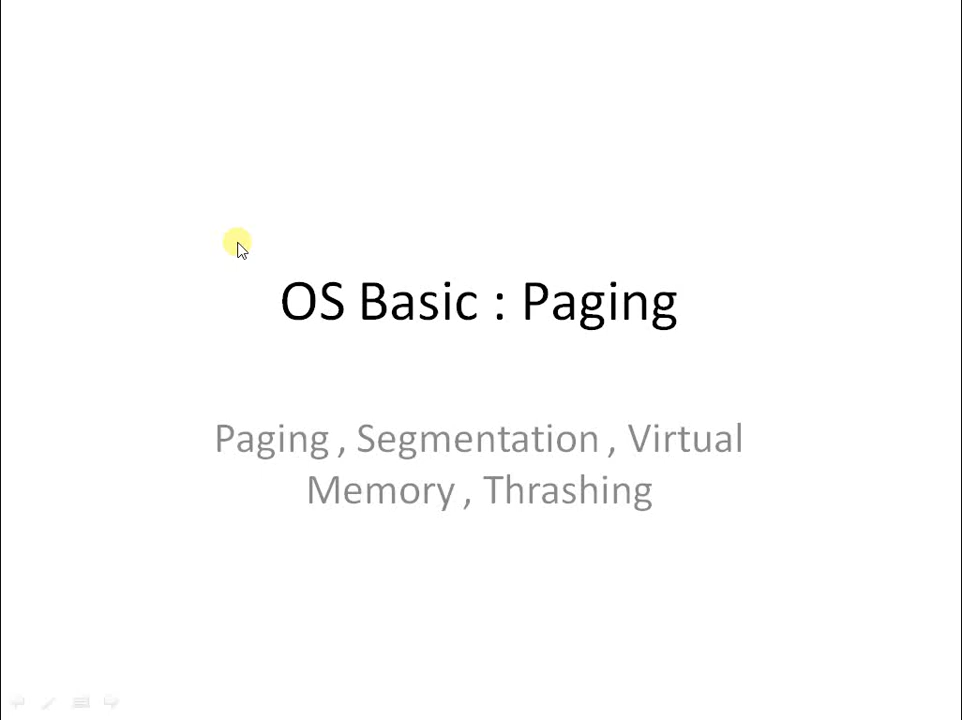 OS Basic : Paging
Paging , Segmentation , Virtual
Memory , Thrashing